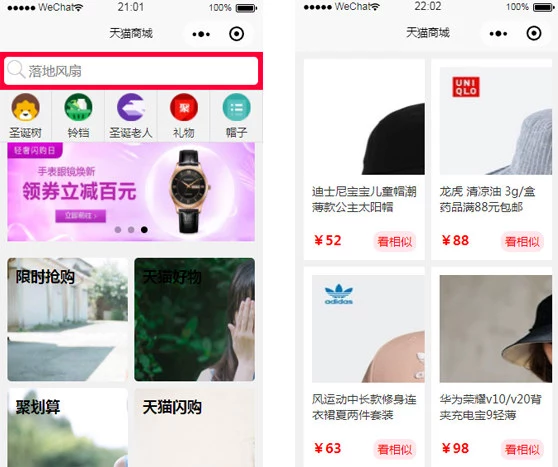 ●●●●● WeChat 21:01 100%
天猫商城
落地风扇
圣诞树 铃铛 圣诞老人 礼物 帽子
轻奢闪购日
手表眼镜焕新
领券立减百元
立即前往
限时抢购 天猫好物
聚划算 天猫闪购
●●●●● WeChat 22:02 100%
天猫商城
UNI
QLO
迪士尼宝宝儿童帽潮
薄款公主太阳帽
¥52 看相似
龙虎 清凉油 3g/盒
药品满88元包邮
¥88 看相似
adidas
风运动中长款修身连
衣裙夏两件套装
¥63 看相似
华为荣耀v10/v20背
夹充电宝9轻薄
¥98 看相似